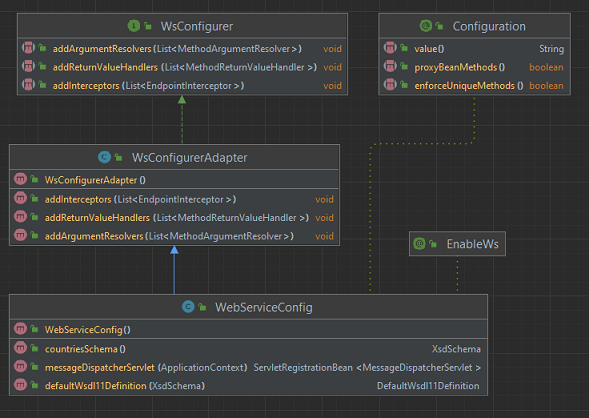 WsConfigurer
addArgumentResolvers (List<MethodArgumentResolver>) void
addReturnValueHandlers (List<MethodReturnValueHandler>) void
addInterceptors (List<EndpointInterceptor>) void
Configuration
value() String
proxyBeanMethods() boolean
enforceUniqueMethods() boolean
WsConfigurerAdapter
WsConfigurerAdapter ()
addInterceptors (List<EndpointInterceptor>) void
addReturnValueHandlers (List<MethodReturnValueHandler>) void
addArgumentResolvers (List<MethodArgumentResolver>) void
EnableWs
WebServiceConfig
WebServiceConfig()
countriesSchema () XsdSchema
messageDispatcherServlet (ApplicationContext) ServletRegistrationBean <MessageDispatcherServlet >
defaultWsdl11Definition (XsdSchema) DefaultWsdl11Definition